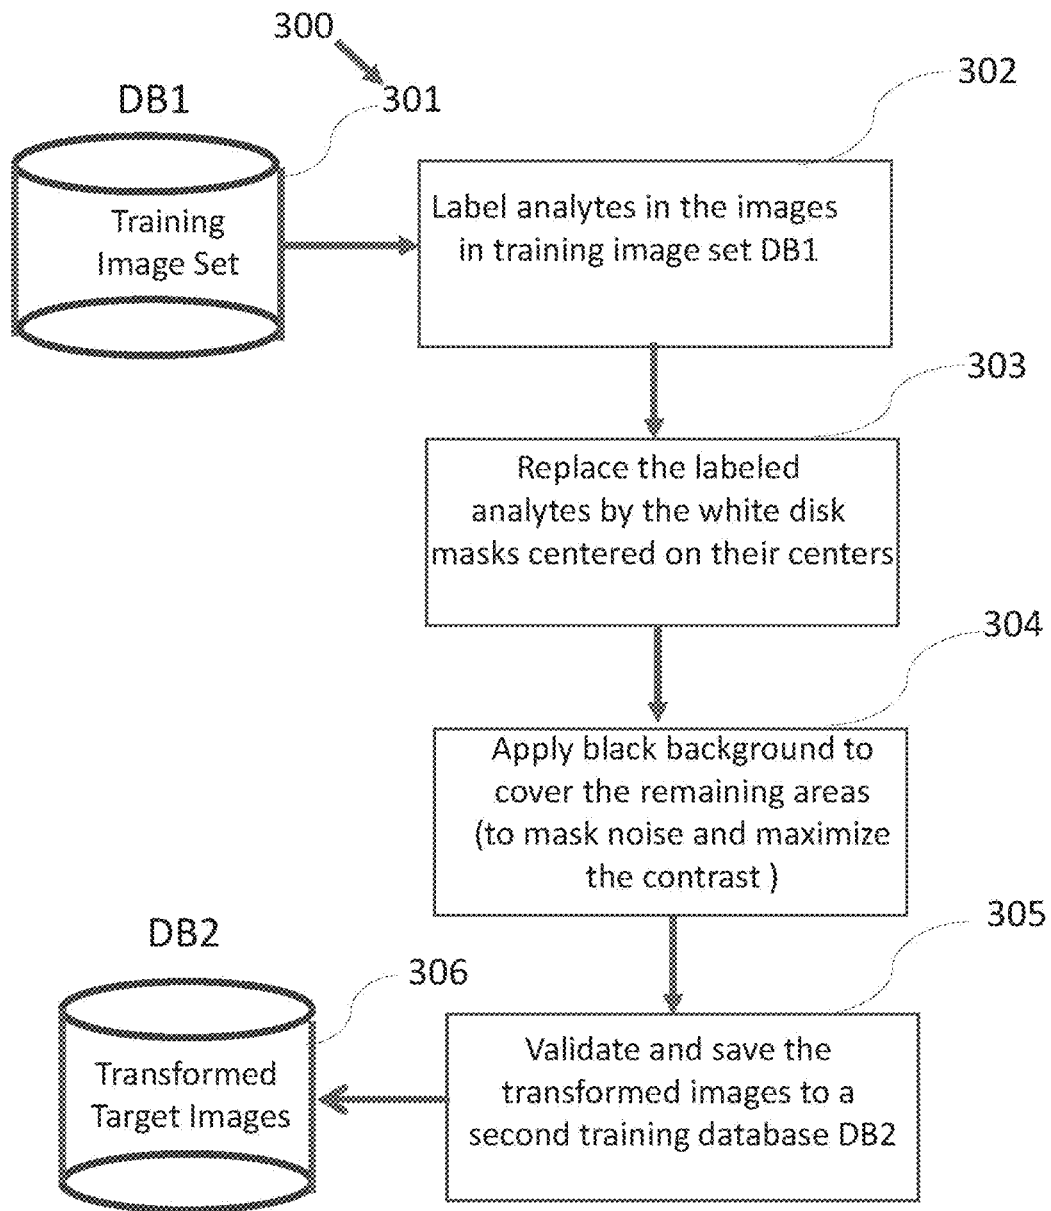 300
DB1
301
302
Training
Image Set
Label analytes in the images
in training image set DB1
303
Replace the labeled
analytes by the white disk
masks centered on their centers
304
Apply black background to
cover the remaining areas
(to mask noise and maximize
the contrast )
305
DB2
306
Validate and save the
transformed images to a
second training database DB2
Transformed
Target Images